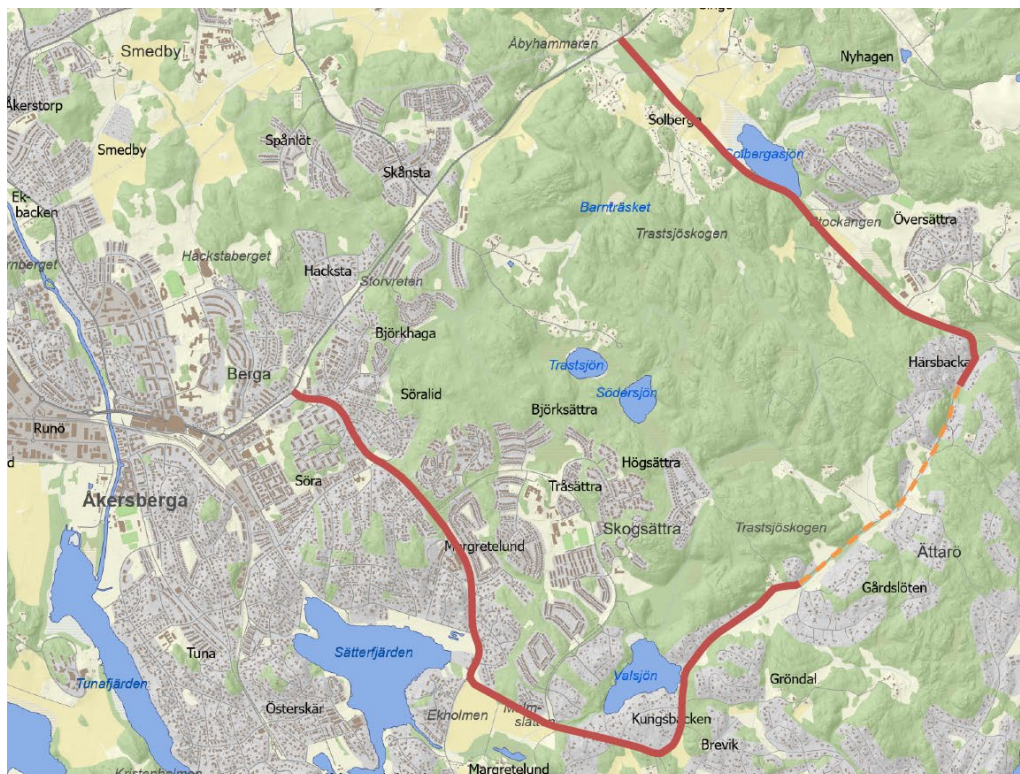 Åbyhammaren
Smedby
Nyhagen
Åkerstorp
Solberga
Smedby
Spånlöt
Solbergasjön
Skånsta
Ek-
backen
Barnträsket
Stockängen
Översättra
Trastsjöskogen
Hackstaberget
Hacksta
Storvreten
Björkhaga
Härsbacka
Trastsjön
Berga
Södersjön
Söralid
Björksättra
Runö
Högsättra
Söra
Tråsättra
Åkersberga
Skogsättra
Trastsjöskogen
Margretelund
Ättarö
Gårdslöten
Tuna
Sätterfjärden
Valsjön
Gröndal
Tunafjärden
Österskär
Ekholmen
Malm-
slätten
Kungsbacken
Brevik
Margretelund